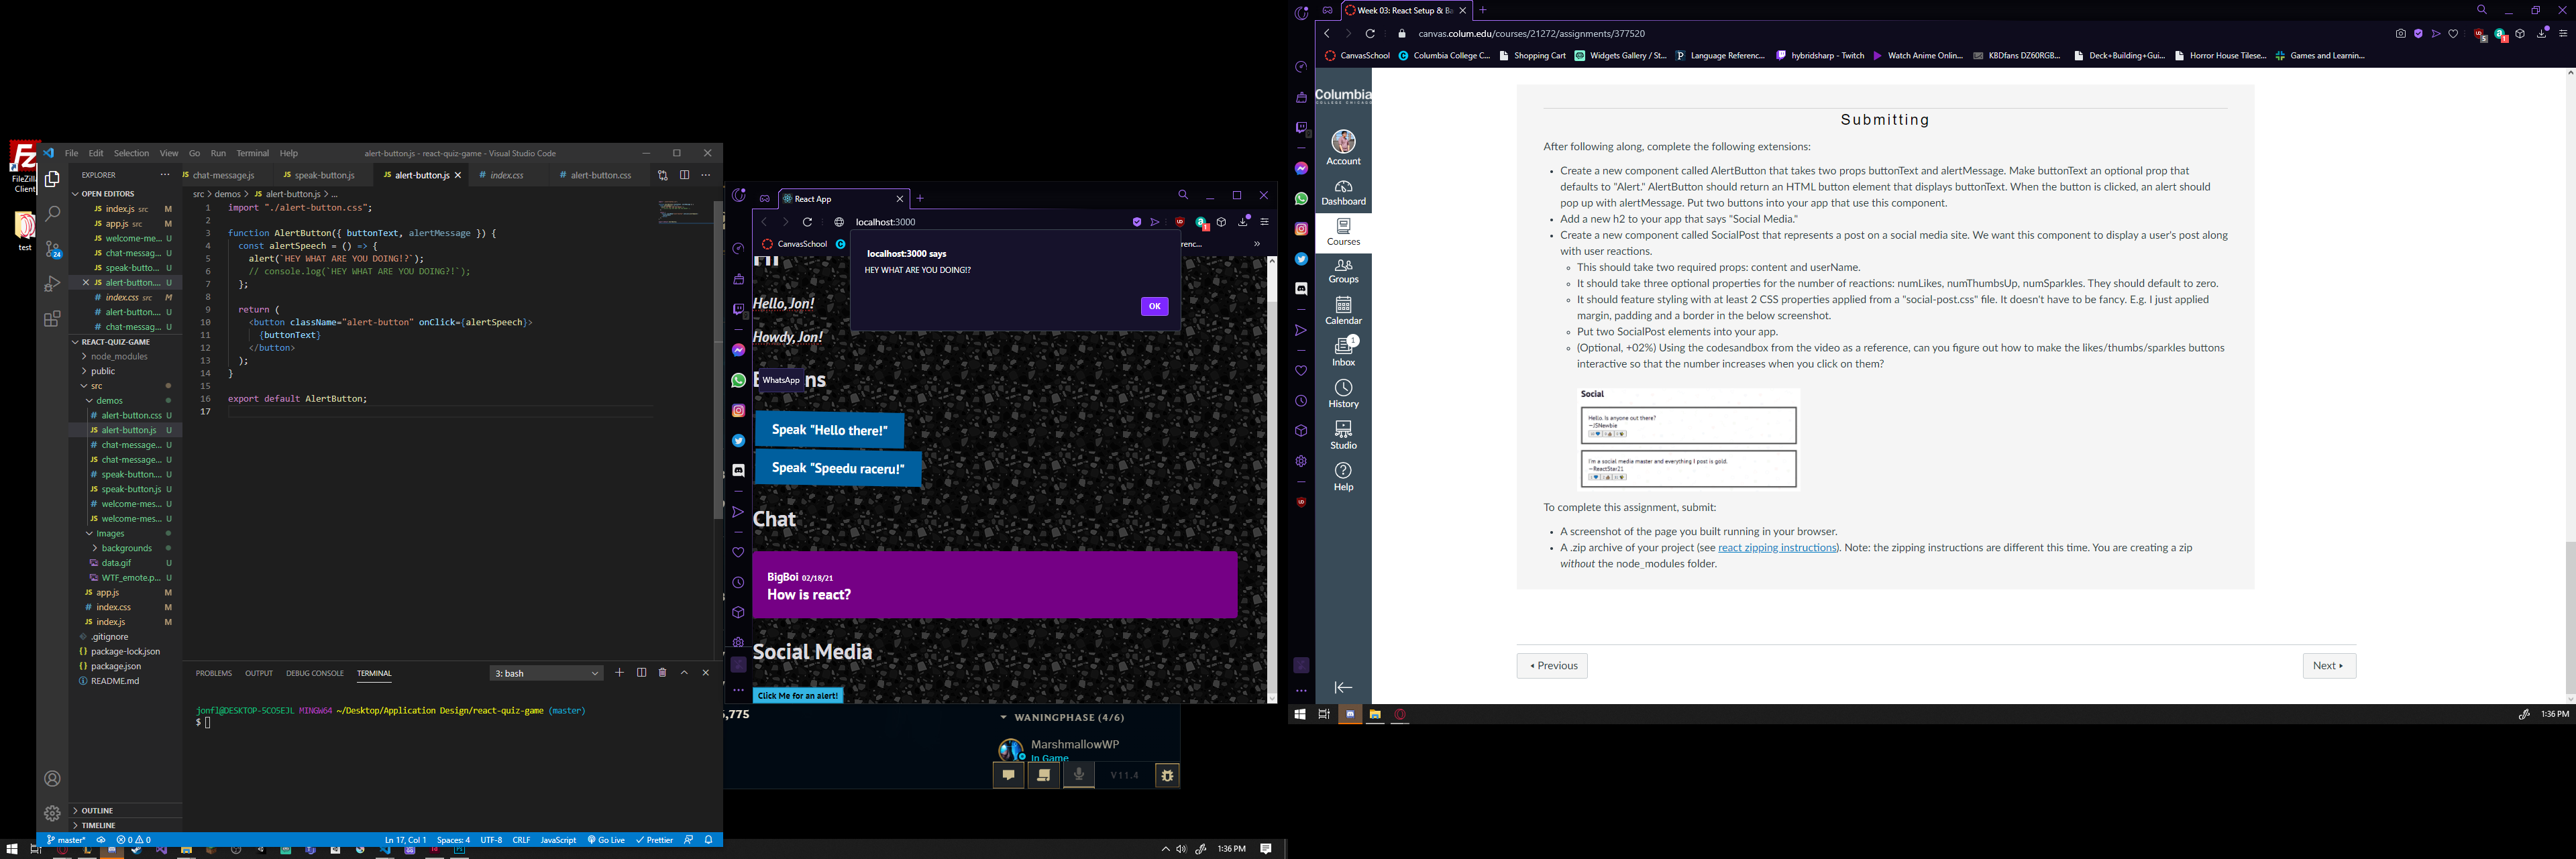 FileZilla
Client
test
File Edit Selection View Go Run Terminal Help
alert-button.js - react-quiz-game - Visual Studio Code
EXPLORER
OPEN EDITORS
index.js src M
app.js src M
welcome-me... U
chat-messag... U
speak-butto... U
alert-button.... U
index.css src M
alert-button.... U
chat-messag... U
REACT-QUIZ-GAME
node_modules
public
src
demos
alert-button.css U
alert-button.js U
chat-message... U
chat-message... U
speak-button.... U
speak-button.js U
welcome-mes... U
welcome-mes... U
Images
backgrounds
data.gif U
WTF_emote.p... U
app.js M
index.css M
index.js M
.gitignore
package-lock.json
package.json
README.md
OUTLINE
TIMELINE
chat-message.js speak-button.js alert-button.js index.css alert-button.css
src > demos > JS alert-button.js > ...
1 import "./alert-button.css";
2
3 function AlertButton({ buttonText, alertMessage }) {
4 const alertSpeech = () => {
5 alert(`HEY WHAT ARE YOU DOING!?`);
6 // console.log(`HEY WHAT ARE YOU DOING?!`);
7 };
8
9 return (
10 <button className="alert-button" onClick={alertSpeech}>
11 {buttonText}
12 </button>
13 );
14 }
15
16 export default AlertButton;
17
PROBLEMS OUTPUT DEBUG CONSOLE TERMINAL
3: bash
jonfl@DESKTOP-5COSEJL MINGW64 ~/Desktop/Application Design/react-quiz-game (master)
$
master* 0 0 Ln 17, Col 1 Spaces: 4 UTF-8 CRLF JavaScript Go Live Prettier
1:36 PM
React App
localhost:3000
CanvasSchool
localhost:3000 says
HEY WHAT ARE YOU DOING!?
OK
Hello, Jon!
Howdy, Jon!
WhatsApp
Speak "Hello there!"
Speak "Speedu raceru!"
Chat
BigBoi 02/18/21
How is react?
Social Media
Click Me for an alert!
WANINGPHASE (4/6)
MarshmallowWP
In Game
V11.4
Week 03: React Setup & Ba
canvas.colum.edu/courses/21272/assignments/377520
CanvasSchool Columbia College C... Shopping Cart Widgets Gallery / St... Language Referenc... hybridsharp - Twitch Watch Anime Onlin... KBDfans DZ60RGB... Deck+Building+Gui... Horror House Tilese... Games and Learnin...
Columbia
COLLEGE CHICAGO
Account
Dashboard
Courses
Groups
Calendar
1
Inbox
History
Studio
Help
Submitting
After following along, complete the following extensions:
• Create a new component called AlertButton that takes two props buttonText and alertMessage. Make buttonText an optional prop that
defaults to "Alert." AlertButton should return an HTML button element that displays buttonText. When the button is clicked, an alert should
pop up with alertMessage. Put two buttons into your app that use this component.
• Add a new h2 to your app that says "Social Media."
• Create a new component called SocialPost that represents a post on a social media site. We want this component to display a user's post along
with user reactions.
◦ This should take two required props: content and userName.
◦ It should take three optional properties for the number of reactions: numLikes, numThumbsUp, numSparkles. They should default to zero.
◦ It should feature styling with at least 2 CSS properties applied from a "social-post.css" file. It doesn't have to be fancy. E.g. I just applied
margin, padding and a border in the below screenshot.
◦ Put two SocialPost elements into your app.
◦ (Optional, +02%) Using the codesandbox from the video as a reference, can you figure out how to make the likes/thumbs/sparkles buttons
interactive so that the number increases when you click on them?
Social
Hello. Is anyone out there?
—JSNewbie
I'm a social media master and everything I post is gold.
—ReactStar21
To complete this assignment, submit:
• A screenshot of the page you built running in your browser.
• A .zip archive of your project (see react zipping instructions). Note: the zipping instructions are different this time. You are creating a zip
without the node_modules folder.
Previous
Next
1:36 PM